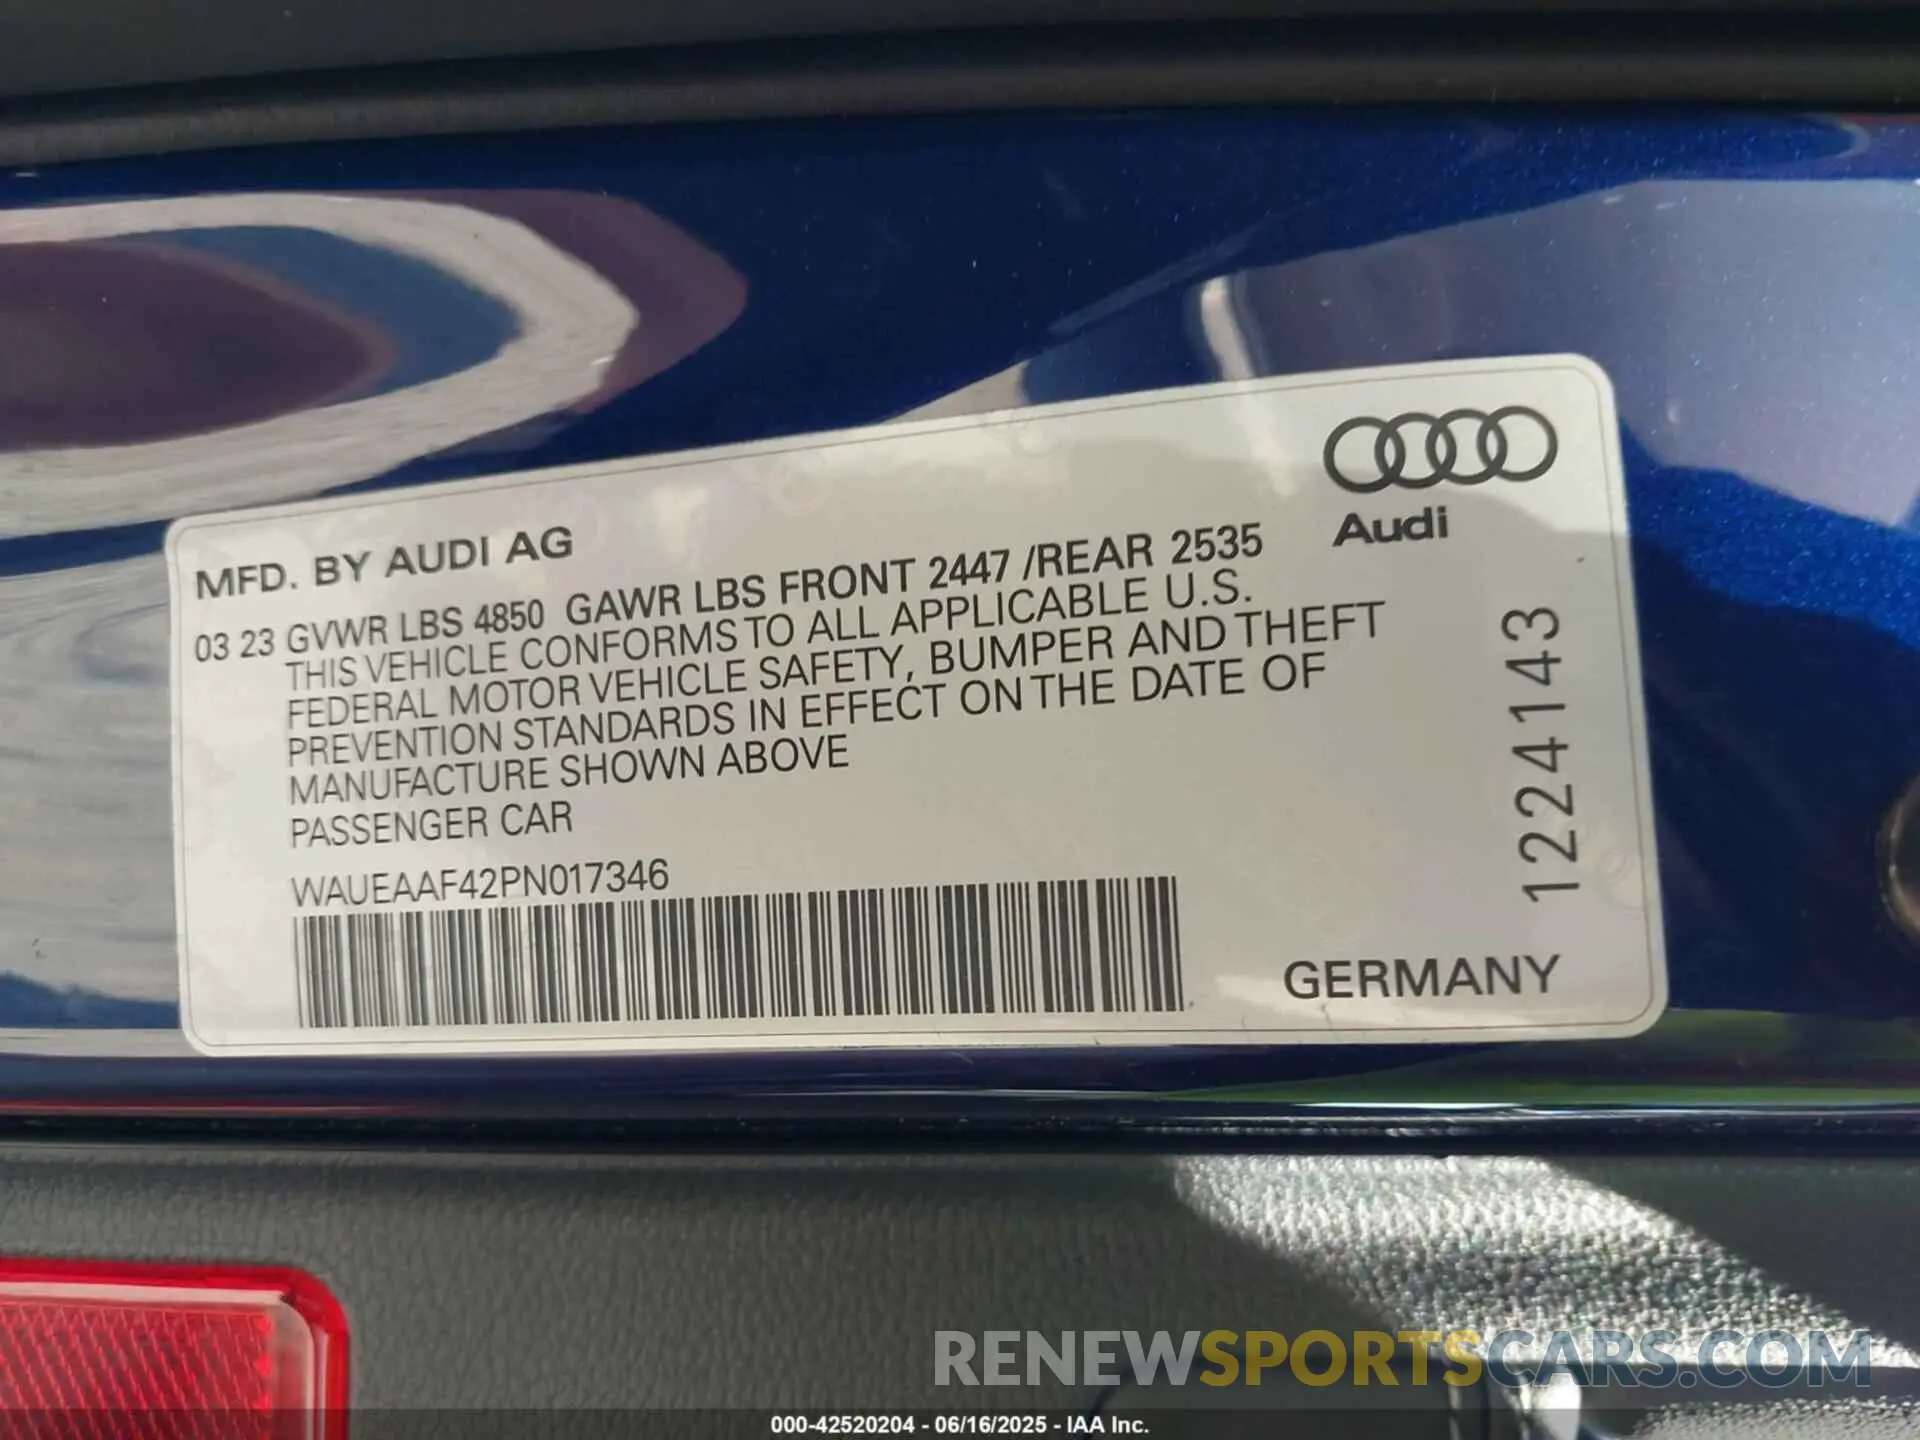 MFD. BY AUDI AG
Audi
03 23 GVWR LBS 4850 GAWR LBS FRONT 2447 /REAR 2535
THIS VEHICLE CONFORMS TO ALL APPLICABLE U.S.
FEDERAL MOTOR VEHICLE SAFETY, BUMPER AND THEFT
PREVENTION STANDARDS IN EFFECT ON THE DATE OF
MANUFACTURE SHOWN ABOVE
PASSENGER CAR
WAUEAAF42PN017346
1224143
GERMANY
RENEWSPORTSCARS.COM
000-42520204 - 06/16/2025 - IAA Inc.